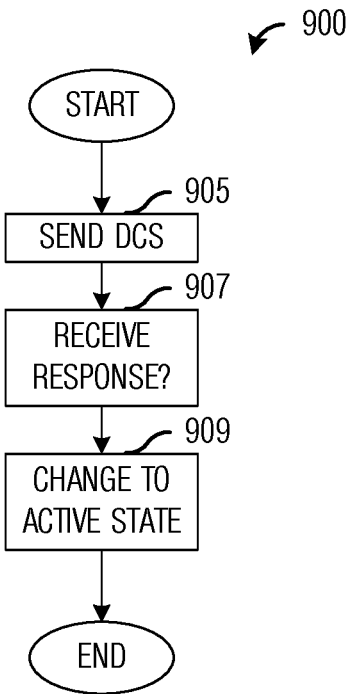 900
START
905
SEND DCS
907
RECEIVE
RESPONSE?
909
CHANGE TO
ACTIVE STATE
END